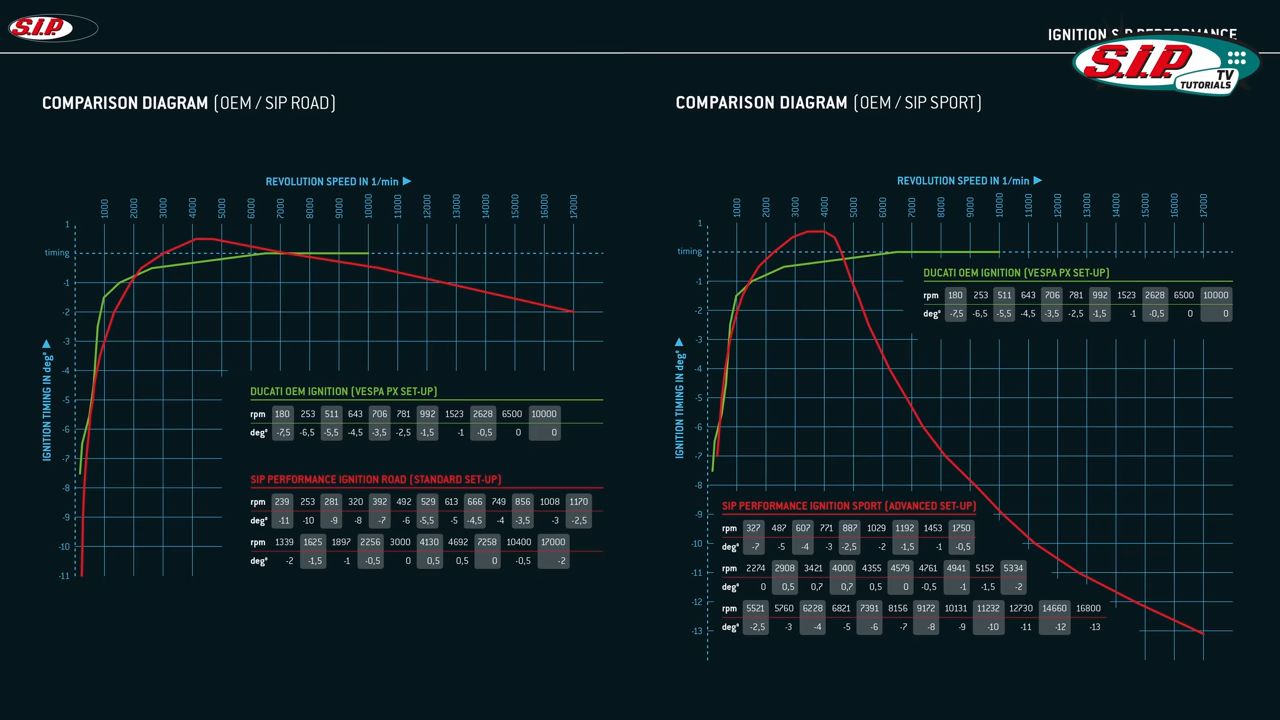 S.I.P.
IGNITION S.I.P. PERFORMANCE
S.I.P.
TV
TUTORIALS
COMPARISON DIAGRAM (OEM / SIP ROAD)
REVOLUTION SPEED IN 1/min ▶
1000 2000 3000 4000 5000 6000 7000 8000 9000 10000 11000 12000 13000 14000 15000 16000 17000
1
timing
-1
-2
-3
-4
-5
-6
-7
-8
-9
-10
-11
IGNITION TIMING IN deg° ▶
DUCATI OEM IGNITION (VESPA PX SET-UP)
rpm 180 253 511 643 706 781 992 1523 2628 6500 10000
deg° -7,5 -6,5 -5,5 -4,5 -3,5 -2,5 -1,5 -1 -0,5 0 0
SIP PERFORMANCE IGNITION ROAD (STANDARD SET-UP)
rpm 239 253 281 320 392 492 529 613 666 749 856 1008 1170
deg° -11 -10 -9 -8 -7 -6 -5,5 -5 -4,5 -4 -3,5 -3 -2,5
rpm 1339 1625 1897 2256 3000 4130 4692 7258 10400 17000
deg° -2 -1,5 -1 -0,5 0 0,5 0,5 0 -0,5 -2
COMPARISON DIAGRAM (OEM / SIP SPORT)
REVOLUTION SPEED IN 1/min ▶
1000 2000 3000 4000 5000 6000 7000 8000 9000 10000 11000 12000 13000 14000 15000 16000 17000
1
timing
-1
-2
-3
-4
-5
-6
-7
-8
-9
-10
-11
-12
-13
IGNITION TIMING IN deg° ▶
DUCATI OEM IGNITION (VESPA PX SET-UP)
rpm 180 253 511 643 706 781 992 1523 2628 6500 10000
deg° -7,5 -6,5 -5,5 -4,5 -3,5 -2,5 -1,5 -1 -0,5 0 0
SIP PERFORMANCE IGNITION SPORT (ADVANCED SET-UP)
rpm 327 487 607 771 887 1029 1192 1453 1750
deg° -7 -5 -4 -3 -2,5 -2 -1,5 -1 -0,5
rpm 2274 2908 3421 4000 4355 4579 4761 4941 5152 5334
deg° 0 0,5 0,7 0,7 0,5 0 -0,5 -1 -1,5 -2
rpm 5521 5760 6228 6821 7391 8156 9172 10131 11232 12730 14660 16800
deg° -2,5 -3 -4 -5 -6 -7 -8 -9 -10 -11 -12 -13